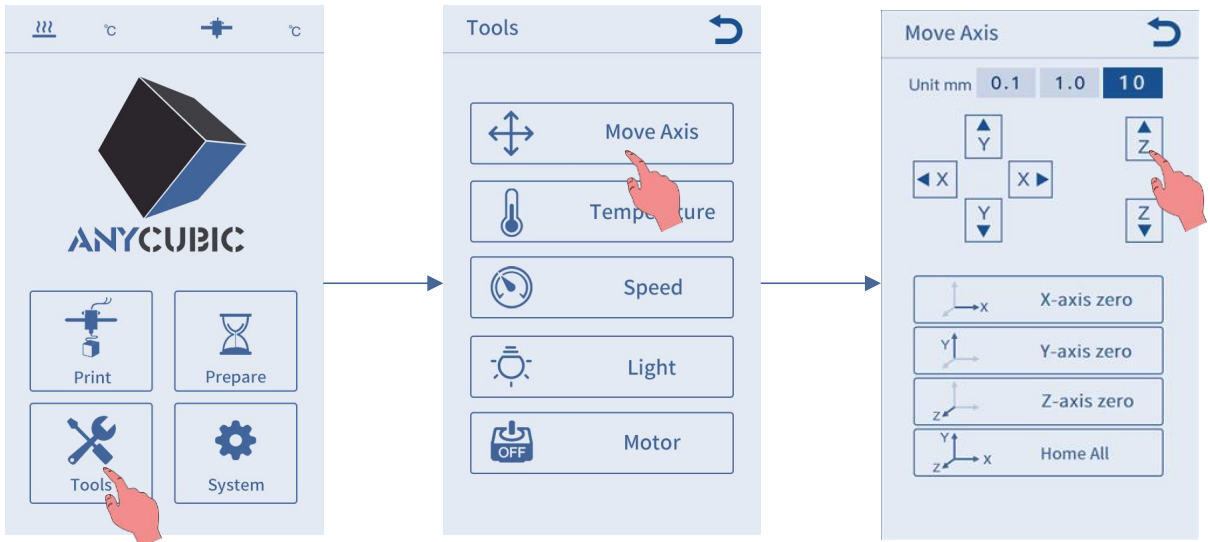 ℃ ℃
ANYCUBIC
Print Prepare
Tools System
Tools
Move Axis
Temperature
Speed
Light
OFF Motor
Move Axis
Unit mm 0.1 1.0 10
Y Z
X X
Y Z
X X-axis zero
Y Y-axis zero
Z Z-axis zero
Y
Z X Home All